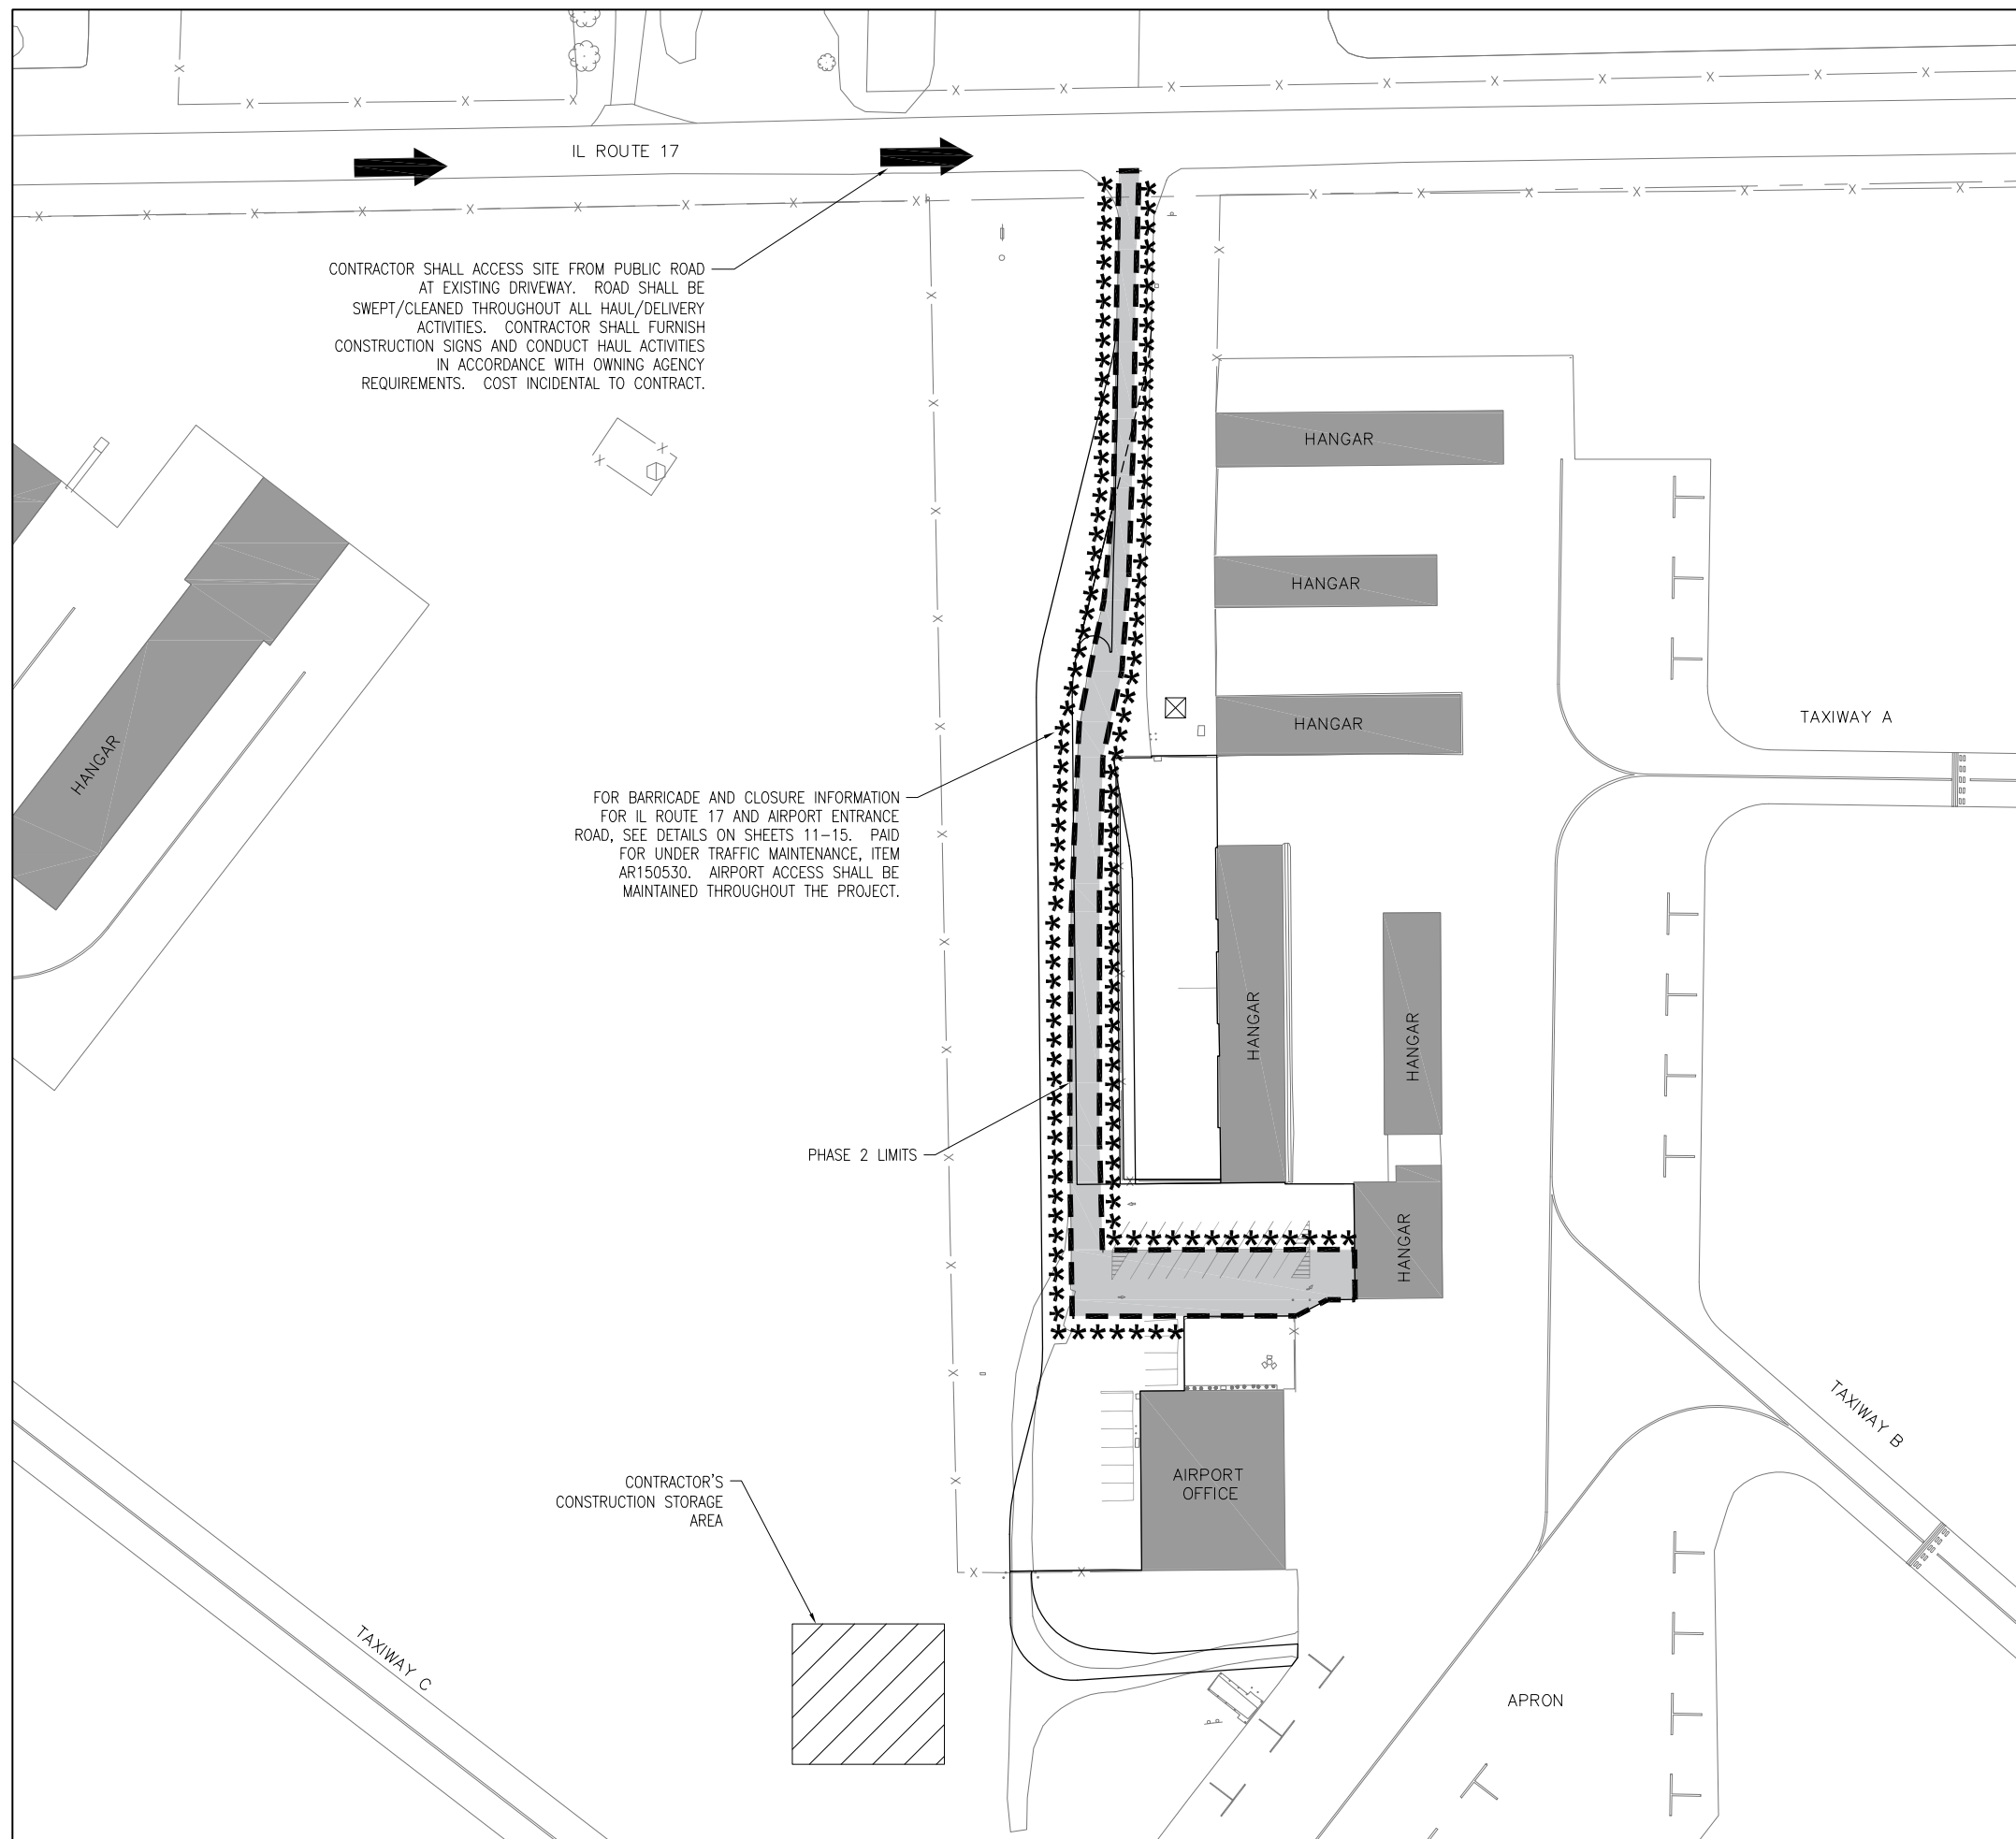 IL ROUTE 17
CONTRACTOR SHALL ACCESS SITE FROM PUBLIC ROAD
AT EXISTING DRIVEWAY. ROAD SHALL BE
SWEPT/CLEANED THROUGHOUT ALL HAUL/DELIVERY
ACTIVITIES. CONTRACTOR SHALL FURNISH
CONSTRUCTION SIGNS AND CONDUCT HAUL ACTIVITIES
IN ACCORDANCE WITH OWNING AGENCY
REQUIREMENTS. COST INCIDENTAL TO CONTRACT.
HANGAR
HANGAR
HANGAR
TAXIWAY A
HANGAR
FOR BARRICADE AND CLOSURE INFORMATION
FOR IL ROUTE 17 AND AIRPORT ENTRANCE
ROAD, SEE DETAILS ON SHEETS 11-15. PAID
FOR UNDER TRAFFIC MAINTENANCE, ITEM
AR150530. AIRPORT ACCESS SHALL BE
MAINTAINED THROUGHOUT THE PROJECT.
HANGAR
HANGAR
PHASE 2 LIMITS
HANGAR
TAXIWAY B
AIRPORT
OFFICE
CONTRACTOR'S
CONSTRUCTION STORAGE
AREA
TAXIWAY C
APRON